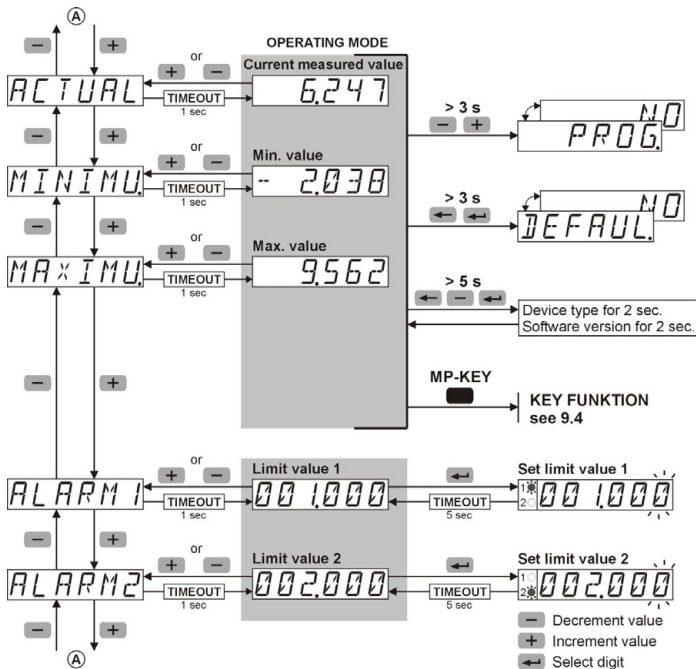 A
− +
or
+ −
OPERATING MODE
Current measured value
ACTUAL
TIMEOUT
1 sec
6.247
> 3 s
− +
NO
PROG.
− +
or
+ −
Min. value
MINIMU.
TIMEOUT
1 sec
- 2.038
> 3 s
← ↵
NO
DEFAUL.
− +
or
+ −
Max. value
MAXIMU.
TIMEOUT
1 sec
9.562
> 5 s
← − ↵
Device type for 2 sec.
Software version for 2 sec.
− +
MP-KEY
KEY FUNKTION
see 9.4
or
+ −
Limit value 1
↵
Set limit value 1
ALARM1
TIMEOUT
1 sec
001.000
TIMEOUT
5 sec
1
2
001.000
− +
or
+ −
Limit value 2
↵
Set limit value 2
ALARM2
TIMEOUT
1 sec
002.000
TIMEOUT
5 sec
1
2
002.000
− +
− Decrement value
+ Increment value
↵ Select digit
A